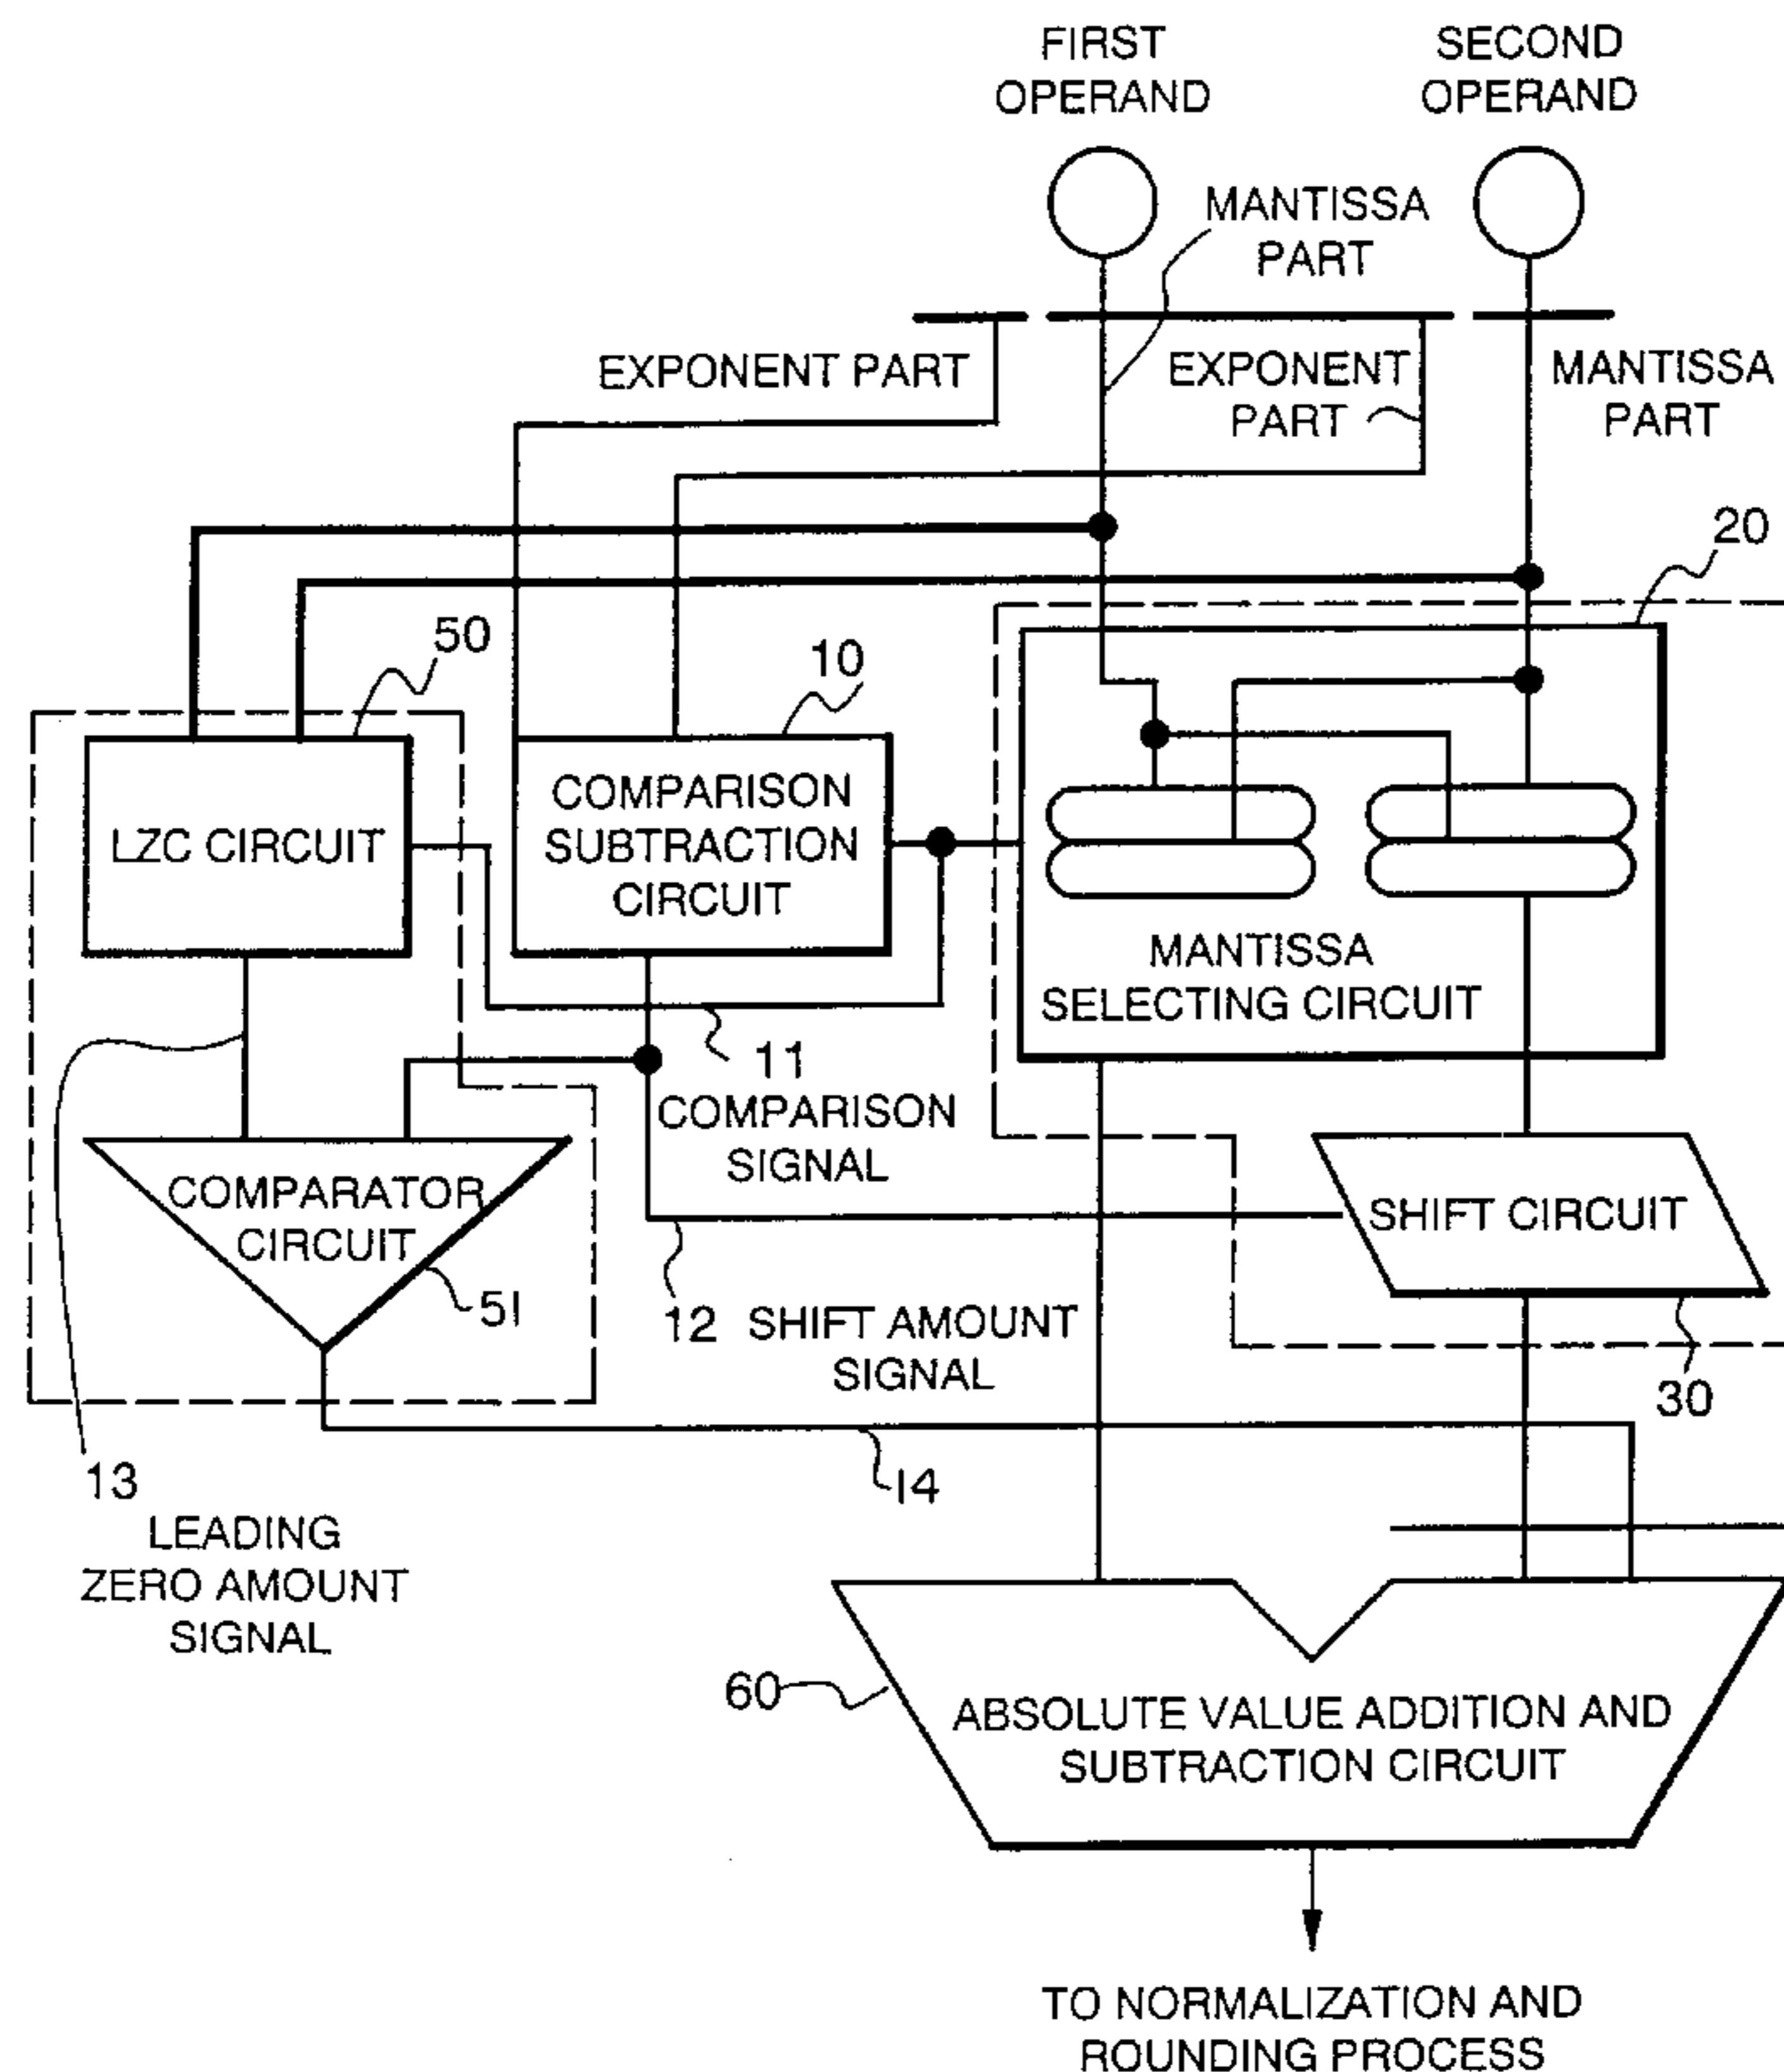 FIRST
OPERAND
SECOND
OPERAND
MANTISSA
PART
EXPONENT PART
EXPONENT
PART
MANTISSA
PART
20
50
10
LZC CIRCUIT
COMPARISON
SUBTRACTION
CIRCUIT
MANTISSA
SELECTING CIRCUIT
11
COMPARISON
SIGNAL
COMPARATOR
CIRCUIT
SHIFT CIRCUIT
51
12 SHIFT AMOUNT
SIGNAL
30
13
LEADING
ZERO AMOUNT
SIGNAL
14
60
ABSOLUTE VALUE ADDITION AND
SUBTRACTION CIRCUIT
TO NORMALIZATION AND
ROUNDING PROCESS